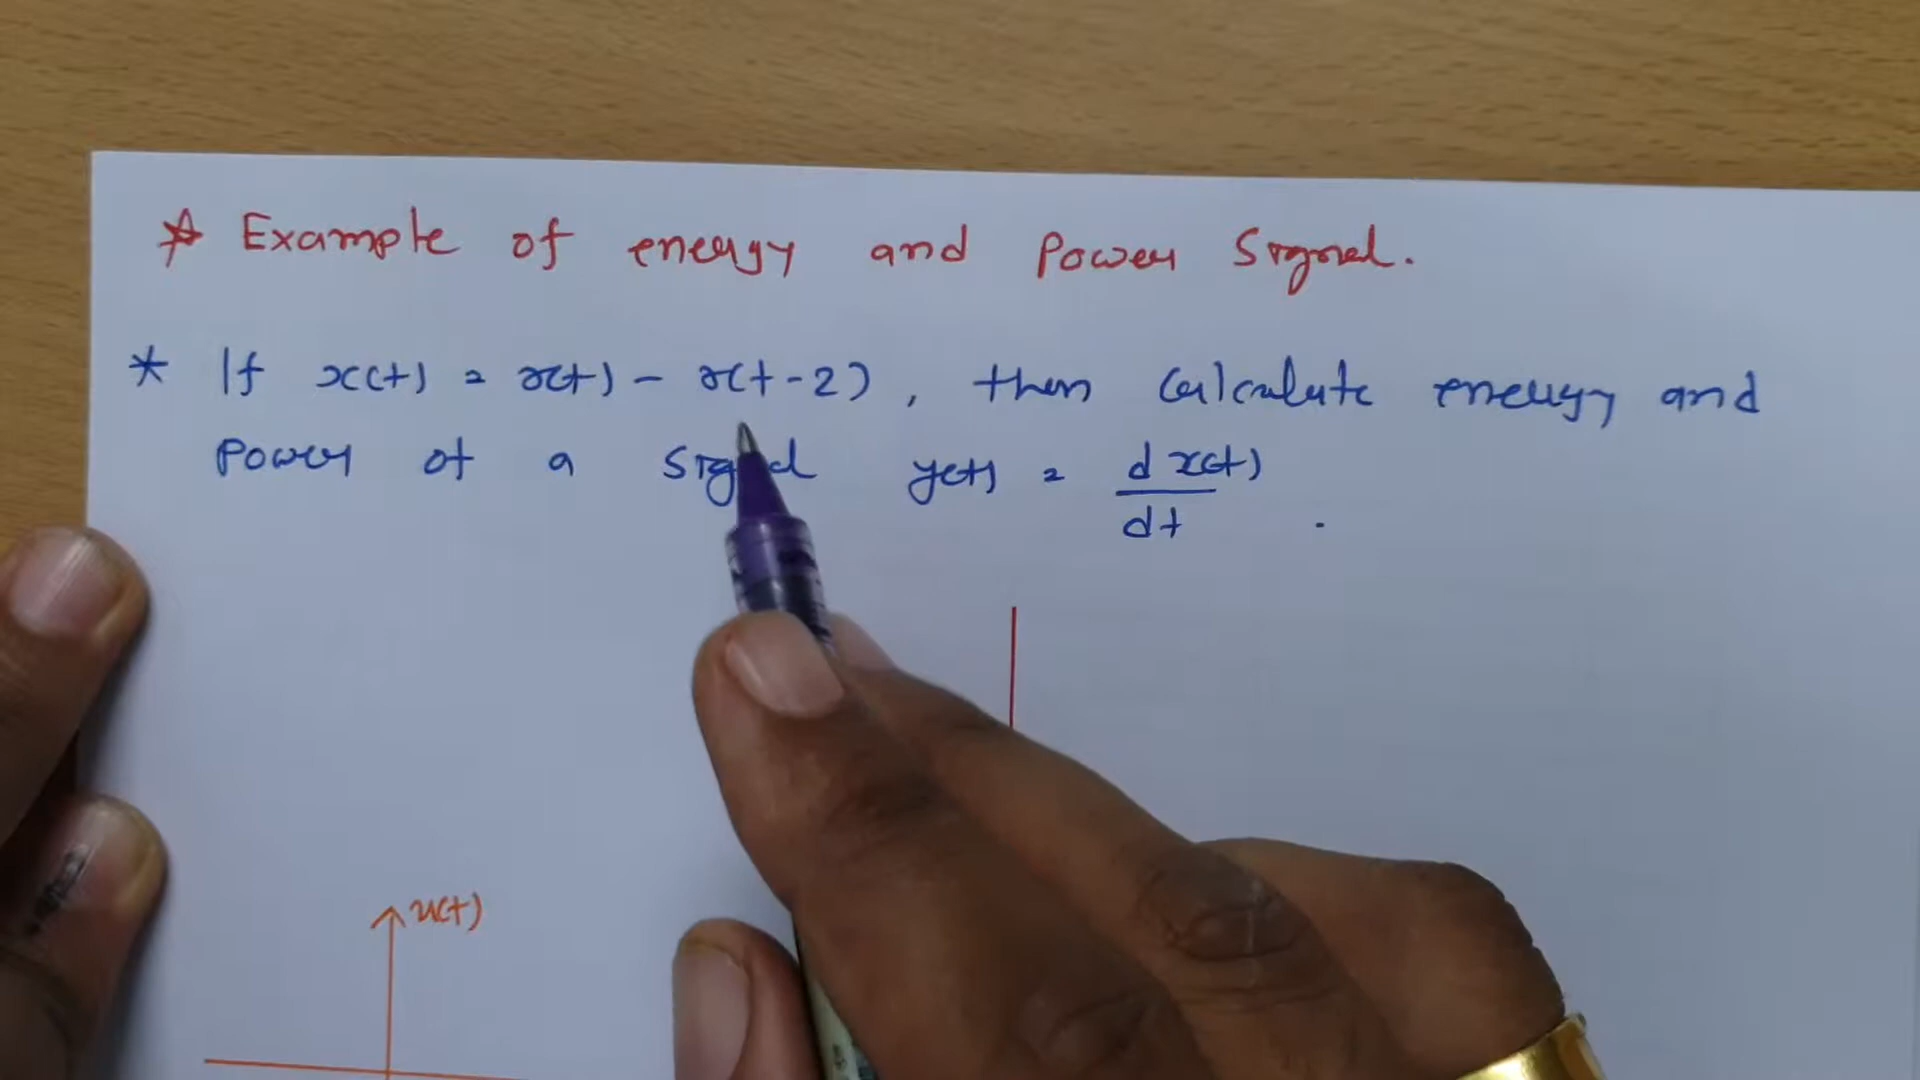 * Example of energy and Power Signal.
* If x(t) = r(t) - r(t-2), then calculate energy and
Power of a signal y(t) = d x(t)
dt .
u(t)